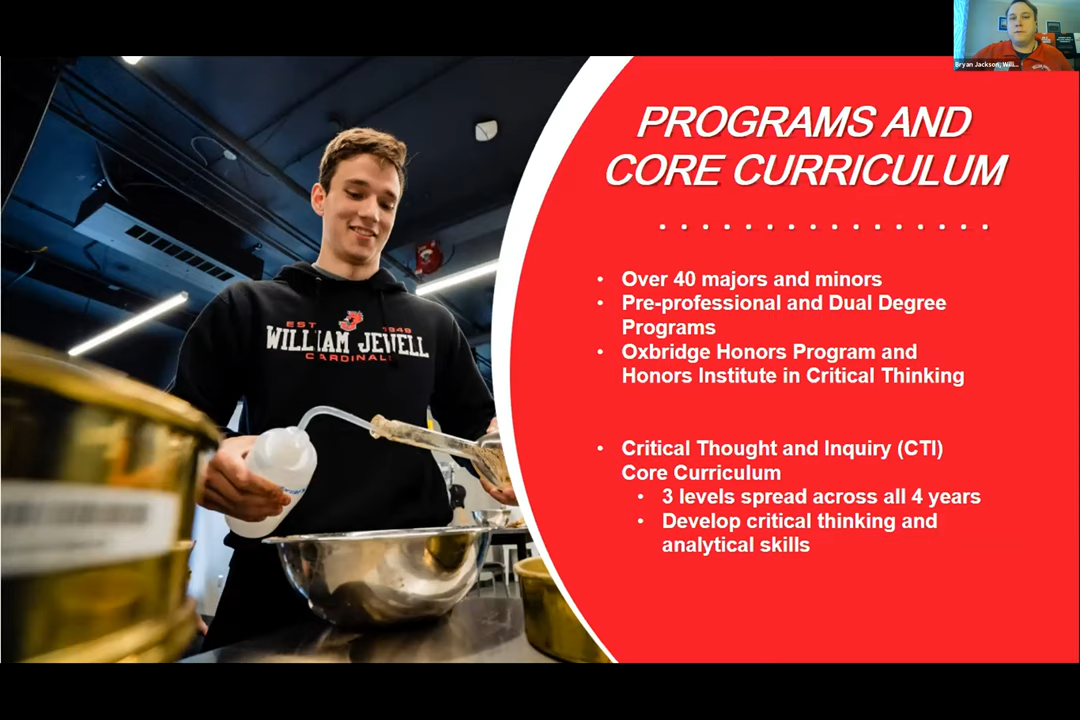 Bryan Jackson, Willi...
PROGRAMS AND
CORE CURRICULUM
• Over 40 majors and minors
• Pre-professional and Dual Degree
Programs
• Oxbridge Honors Program and
Honors Institute in Critical Thinking
• Critical Thought and Inquiry (CTI)
Core Curriculum
• 3 levels spread across all 4 years
• Develop critical thinking and
analytical skills
EST 1849
WILLIAM JEWELL
CARDINAL